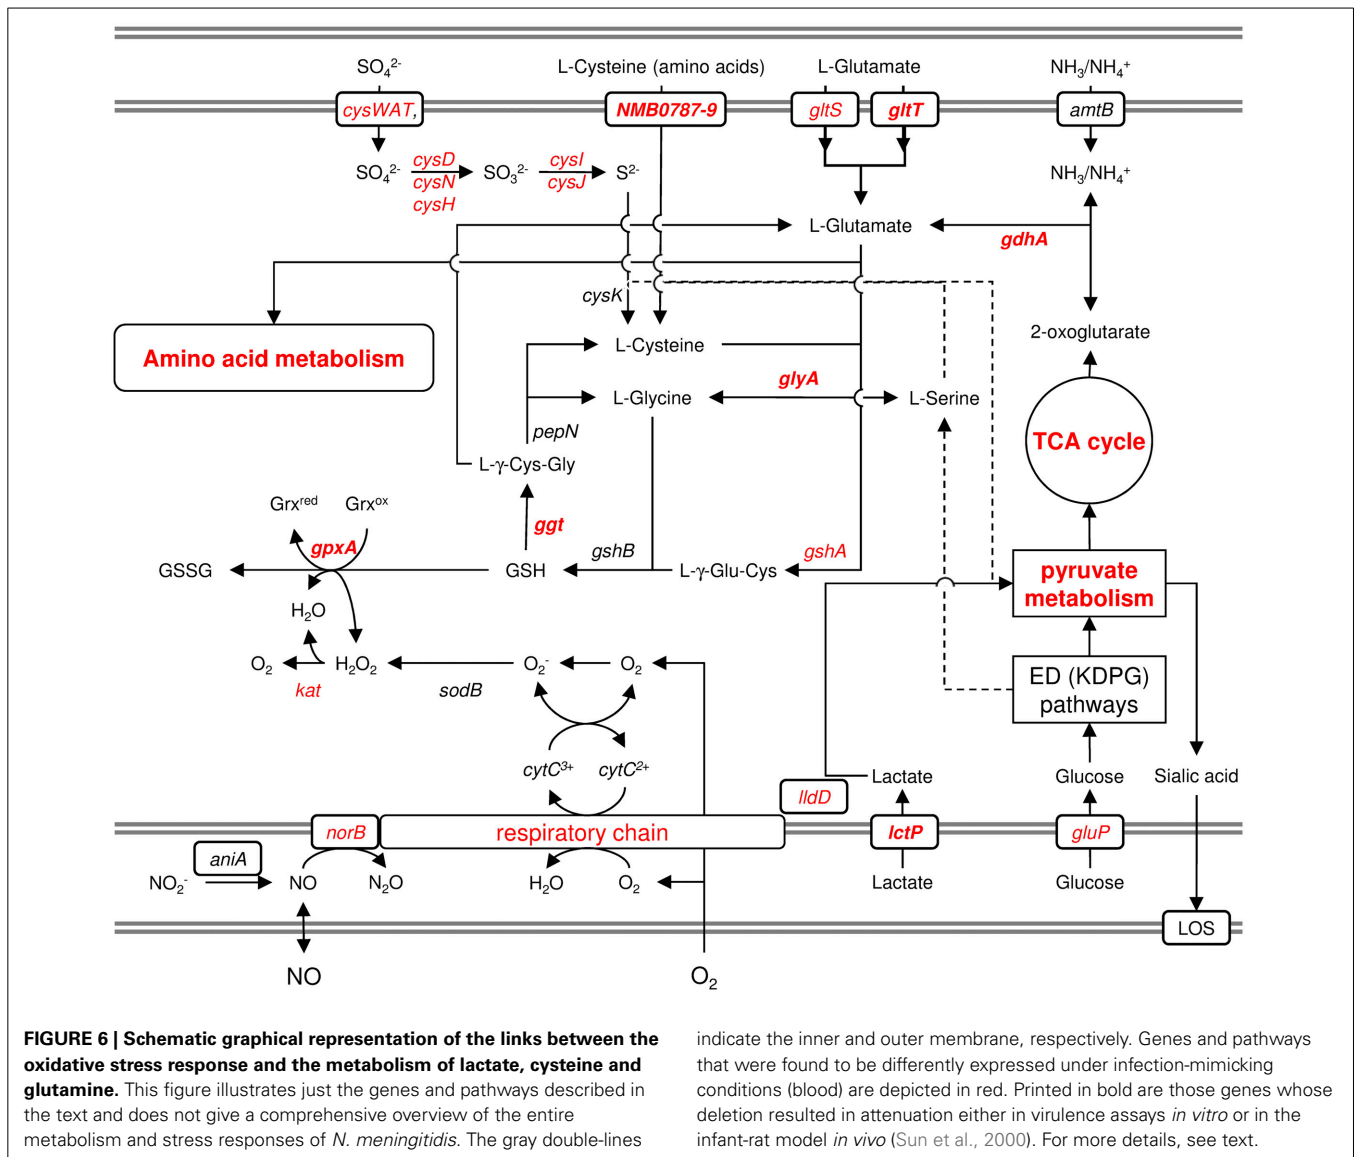 SO₄²⁻ L-Cysteine (amino acids) L-Glutamate NH₃/NH₄⁺
cysWAT, NMB0787-9 gltS gltT amtB
SO₄²⁻ cysD SO₃²⁻ cysI S²⁻ NH₃/NH₄⁺
cysN cysJ
cysH
L-Glutamate
gdhA
cysK
2-oxoglutarate
Amino acid metabolism
L-Cysteine
glyA
L-Glycine L-Serine
pepN
TCA cycle
L-γ-Cys-Gly
Grxʳᵉᵈ Grxᵒˣ
ggt
gpxA gshB gshA
GSSG GSH L-γ-Glu-Cys
pyruvate
metabolism
H₂O
O₂ H₂O₂ O₂⁻ O₂
kat sodB
ED (KDPG)
pathways
cytC³⁺ cytC²⁺ Lactate Glucose Sialic acid
lldD
norB respiratory chain lctP gluP
aniA
NO₂⁻ NO N₂O H₂O O₂ Lactate Glucose
LOS
NO O₂
FIGURE 6 | Schematic graphical representation of the links between the
oxidative stress response and the metabolism of lactate, cysteine and
glutamine. This figure illustrates just the genes and pathways described in
the text and does not give a comprehensive overview of the entire
metabolism and stress responses of N. meningitidis. The gray double-lines
indicate the inner and outer membrane, respectively. Genes and pathways
that were found to be differently expressed under infection-mimicking
conditions (blood) are depicted in red. Printed in bold are those genes whose
deletion resulted in attenuation either in virulence assays in vitro or in the
infant-rat model in vivo (Sun et al., 2000). For more details, see text.